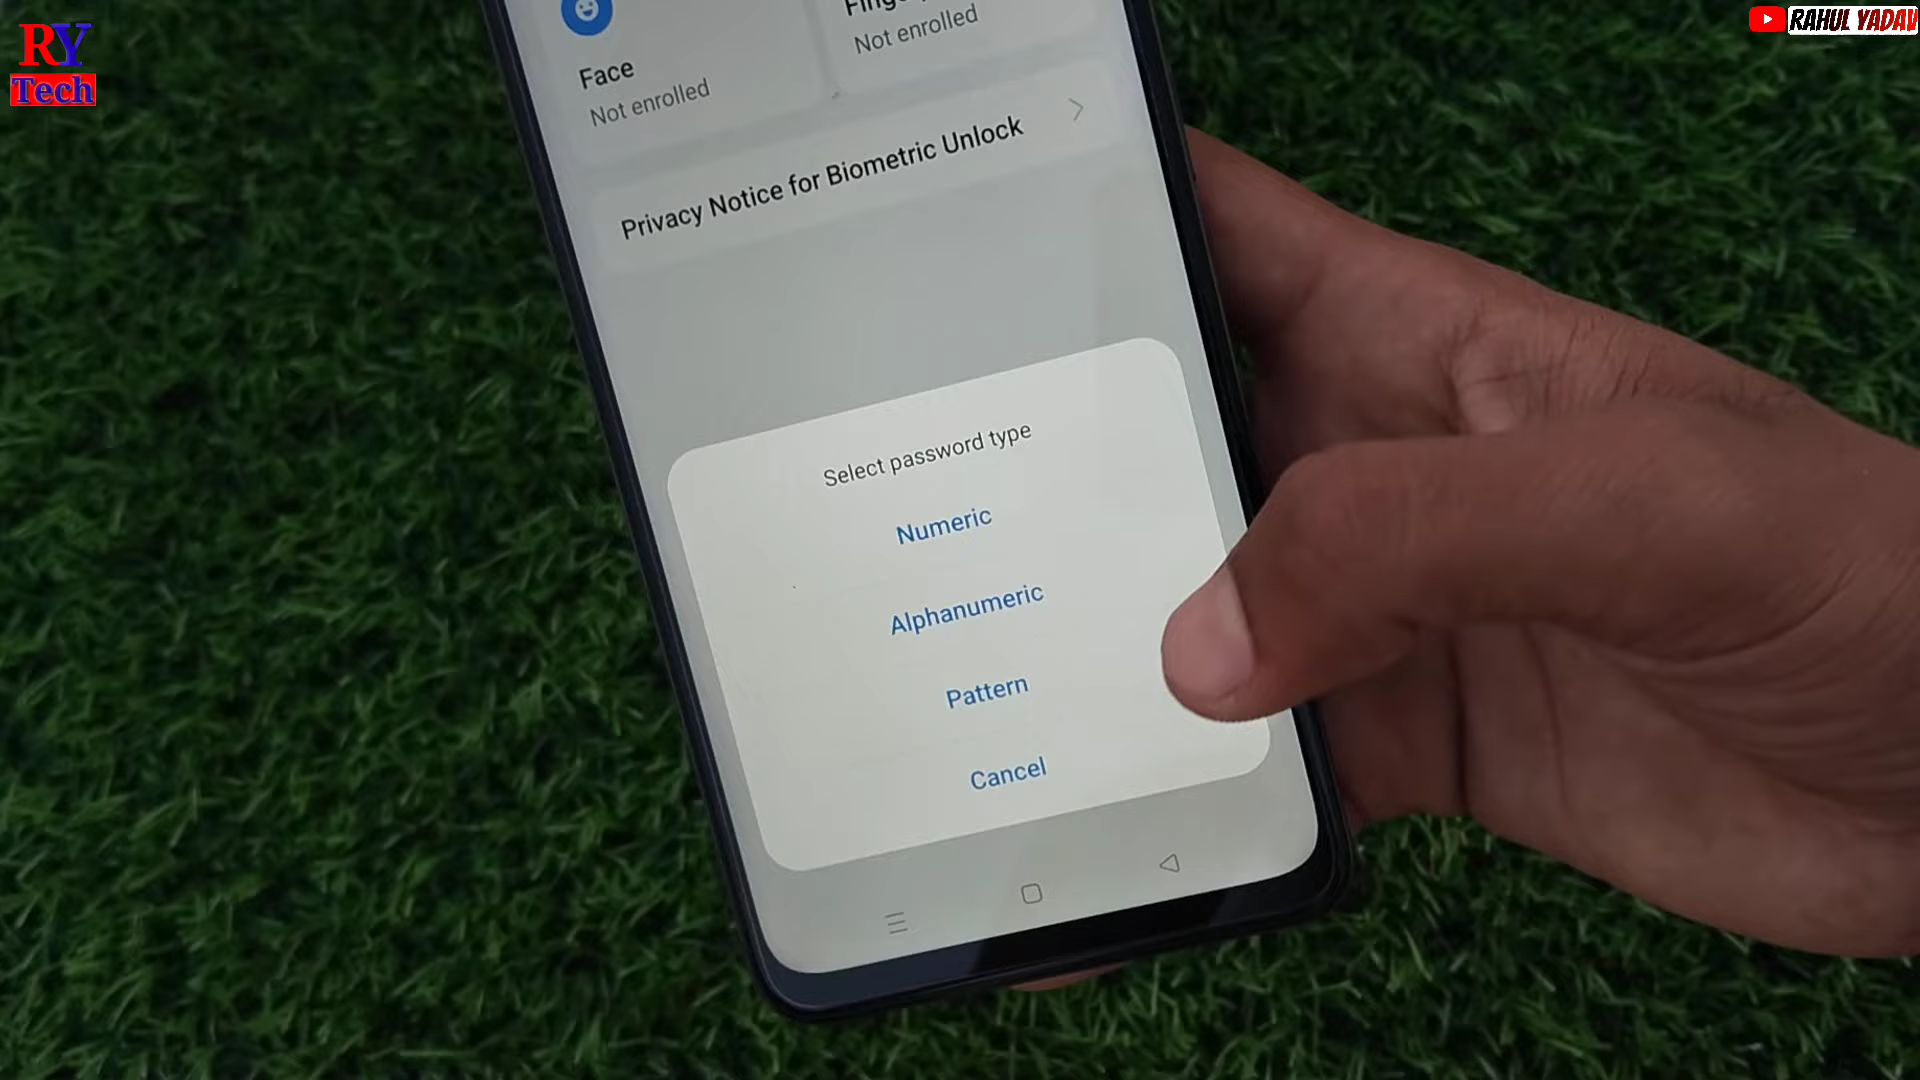 RY
Tech
RAHUL YADAV
Face
Not enrolled
Not enrolled
Privacy Notice for Biometric Unlock
Select password type
Numeric
Alphanumeric
Pattern
Cancel